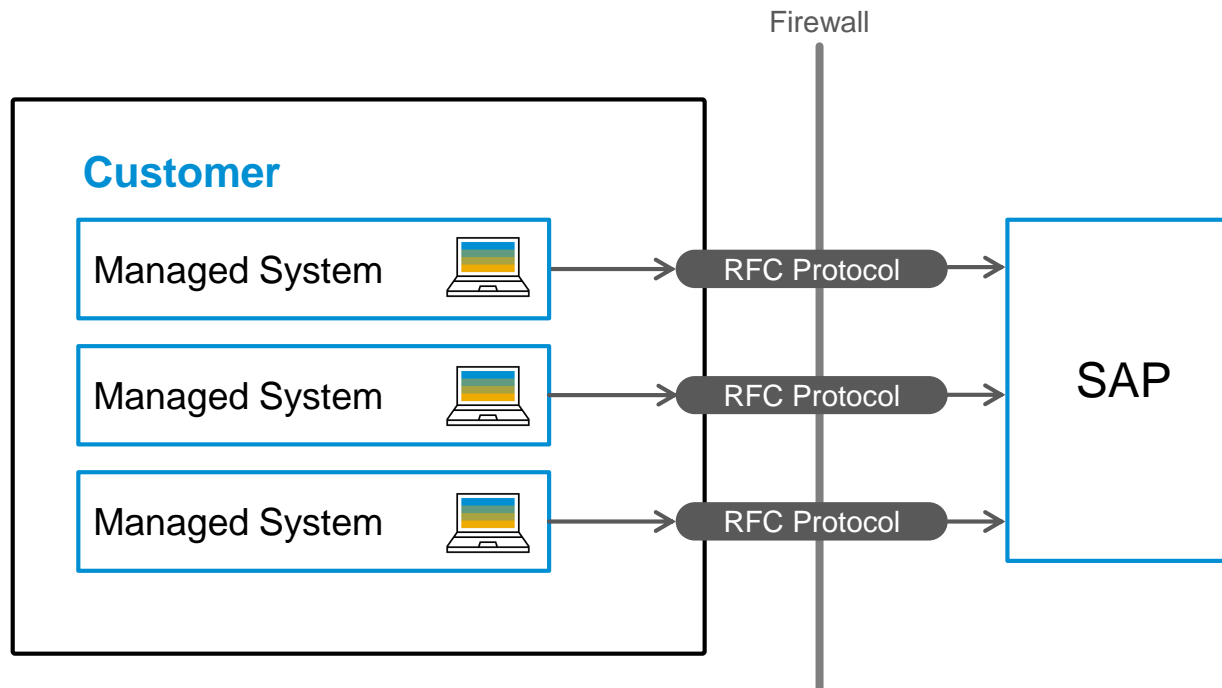 Firewall
Customer
Managed System
RFC Protocol
Managed System
RFC Protocol
SAP
Managed System
RFC Protocol